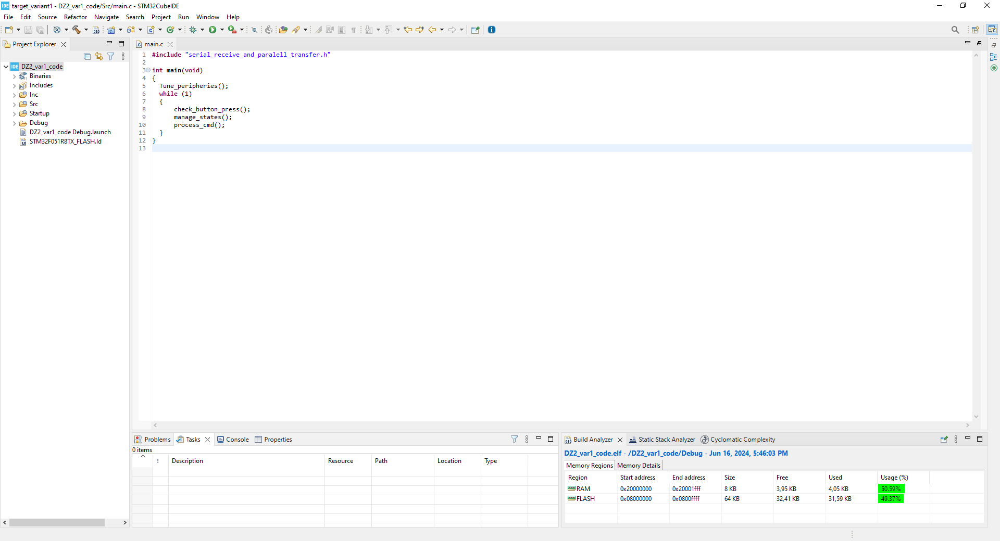 IDE target_variant1 - DZ2_var1_code/Src/main.c - STM32CubeIDE
File Edit Source Refactor Navigate Search Project Run Window Help
Project Explorer
main.c
IDE DZ2_var1_code
Binaries
Includes
Inc
Src
Startup
Debug
DZ2_var1_code Debug.launch
STM32F051R8TX_FLASH.ld
1 #include "serial_receive_and_paralell_transfer.h"
2
3 int main(void)
4 {
5 Tune_peripheries();
6 while (1)
7 {
8 check_button_press();
9 manage_states();
10 process_cmd();
11 }
12 }
13
Problems Tasks Console Properties
0 items
! Description Resource Path Location Type
Build Analyzer Static Stack Analyzer Cyclomatic Complexity
DZ2_var1_code.elf - /DZ2_var1_code/Debug - Jun 16, 2024, 5:46:03 PM
Memory Regions Memory Details
Region Start address End address Size Free Used Usage (%)
RAM 0x20000000 0x20001fff 8 KB 3,95 KB 4,05 KB 50.59%
FLASH 0x08000000 0x0800ffff 64 KB 32,41 KB 31,59 KB 49.37%